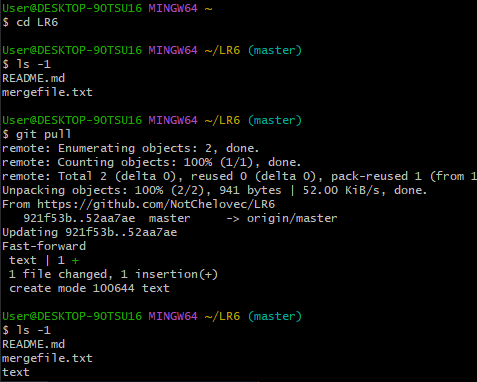 User@DESKTOP-9OTSU16 MINGW64 ~
$ cd LR6
User@DESKTOP-9OTSU16 MINGW64 ~/LR6 (master)
$ ls -1
README.md
mergefile.txt
User@DESKTOP-9OTSU16 MINGW64 ~/LR6 (master)
$ git pull
remote: Enumerating objects: 2, done.
remote: Counting objects: 100% (1/1), done.
remote: Total 2 (delta 0), reused 0 (delta 0), pack-reused 1 (from 1
Unpacking objects: 100% (2/2), 941 bytes | 52.00 KiB/s, done.
From https://github.com/NotChelovec/LR6
   921f53b..52aa7ae  master     -> origin/master
Updating 921f53b..52aa7ae
Fast-forward
 text | 1 +
 1 file changed, 1 insertion(+)
 create mode 100644 text
User@DESKTOP-9OTSU16 MINGW64 ~/LR6 (master)
$ ls -1
README.md
mergefile.txt
text